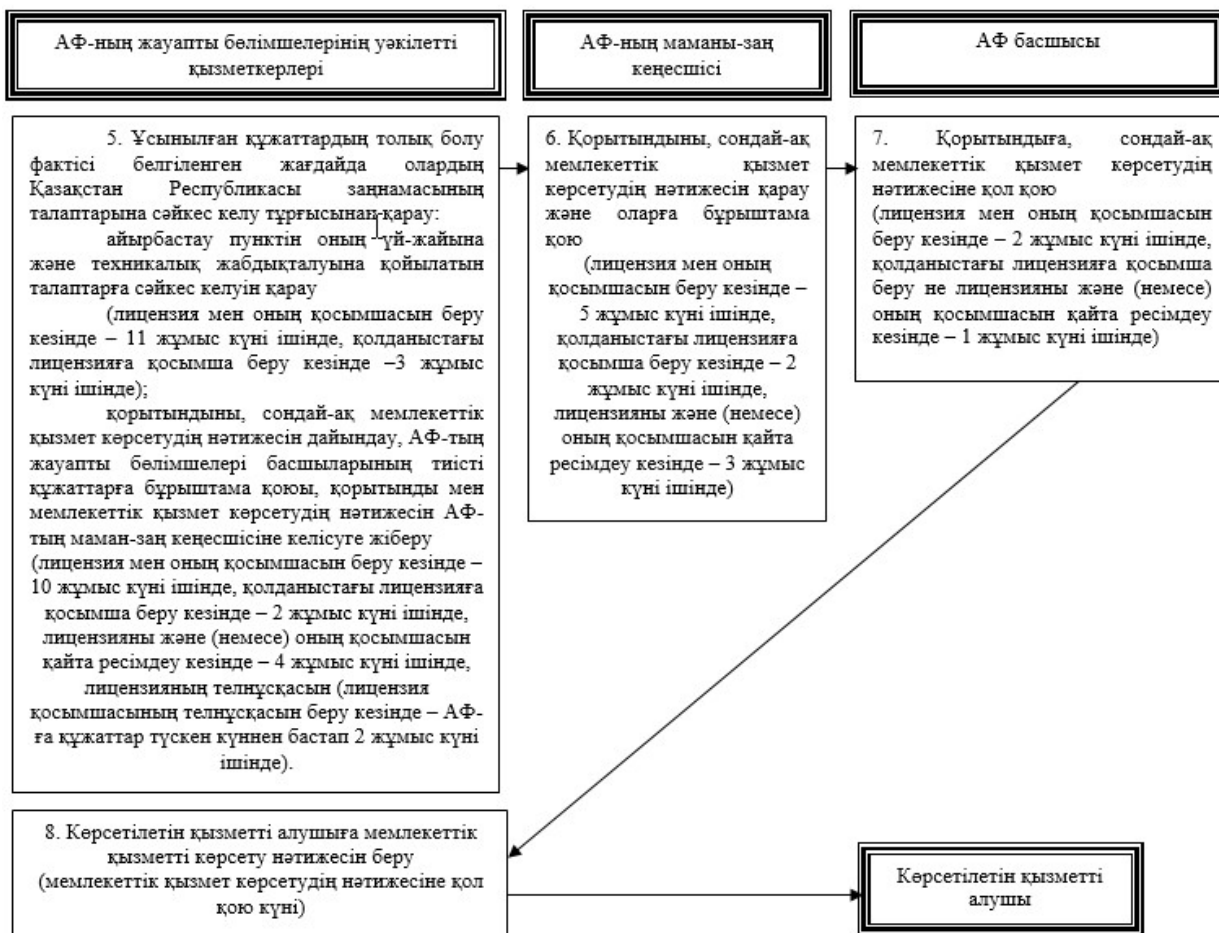 АФ-ның жауапты бөлімшелерінің уәкілетті
қызметкерлері
АФ-ның маманы-заң
кеңесшісі
АФ басшысы
5. Ұсынылған құжаттардың толық болу
фактісі белгіленген жағдайда олардың
Қазақстан Республикасы заңнамасының
талаптарына сәйкес келу тұрғысынан қарау:
айырбастау пунктін оның үй-жайына
және техникалық жабдықталуына қойылатын
талаптарға сәйкес келуін қарау
(лицензия мен оның қосымшасын беру
кезінде – 11 жұмыс күні ішінде, қолданыстағы
лицензияға қосымша беру кезінде –3 жұмыс
күні ішінде);
қорытындыны, сондай-ақ мемлекеттік
қызмет көрсетудің нәтижесін дайындау, АФ-тың
жауапты бөлімшелері басшыларының тиісті
құжаттарға бұрыштама қоюы, қорытынды мен
мемлекеттік қызмет көрсетудің нәтижесін АФ-
тың маман-заң кеңесшісіне келісуге жіберу
(лицензия мен оның қосымшасын беру кезінде –
10 жұмыс күні ішінде, қолданыстағы лицензияға
қосымша беру кезінде – 2 жұмыс күні ішінде,
лицензияны және (немесе) оның қосымшасын
қайта ресімдеу кезінде – 4 жұмыс күні ішінде,
лицензияның телнұсқасын (лицензия
қосымшасының телнұсқасын беру кезінде – АФ-
ға құжаттар түскен күннен бастап 2 жұмыс күні
ішінде).
6. Қорытындыны, сондай-ақ
мемлекеттік қызмет
көрсетудің нәтижесін қарау
және оларға бұрыштама
қою
(лицензия мен оның
қосымшасын беру кезінде –
5 жұмыс күні ішінде,
қолданыстағы лицензияға
қосымша беру кезінде – 2
жұмыс күні ішінде,
лицензияны және (немесе)
оның қосымшасын қайта
ресімдеу кезінде – 3 жұмыс
күні ішінде)
7. Қорытындыға, сондай-ақ
мемлекеттік қызмет көрсетудің
нәтижесіне қол қою
(лицензия мен оның қосымшасын
беру кезінде – 2 жұмыс күні ішінде,
қолданыстағы лицензияға қосымша
беру не лицензияны және (немесе)
оның қосымшасын қайта ресімдеу
кезінде – 1 жұмыс күні ішінде)
8. Көрсетілетін қызметті алушыға мемлекеттік
қызметті көрсету нәтижесін беру
(мемлекеттік қызмет көрсетудің нәтижесіне қол
қою күні)
Көрсетілетін қызметті
алушы